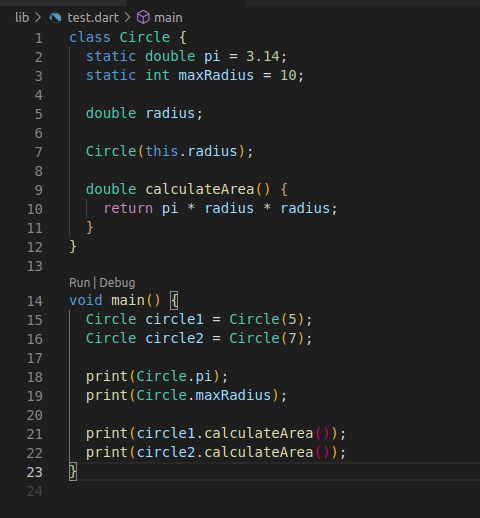 lib > test.dart > main
1 class Circle {
2   static double pi = 3.14;
3   static int maxRadius = 10;
4
5   double radius;
6
7   Circle(this.radius);
8
9   double calculateArea() {
10     return pi * radius * radius;
11   }
12 }
13
Run | Debug
14 void main() {
15   Circle circle1 = Circle(5);
16   Circle circle2 = Circle(7);
17
18   print(Circle.pi);
19   print(Circle.maxRadius);
20
21   print(circle1.calculateArea());
22   print(circle2.calculateArea());
23 }
24